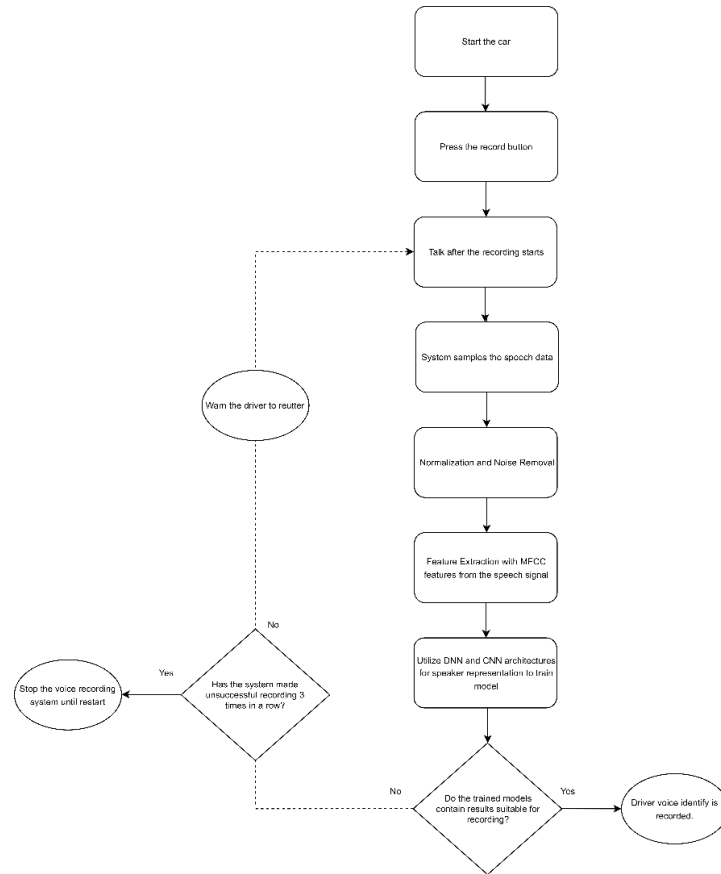 Start the car
Press the record button
Talk after the recording starts
System samples the speech data
Warn the driver to reutter
Normalization and Noise Removal
Feature Extraction with MFCC
features from the speech signal
No
Utilize DNN and CNN architectures
for speaker representation to train
model
Yes
Has the system made
unsuccessful recording 3
times in a row?
Stop the voice recording
system until restart
No
Do the trained models
contain results suitable for
recording?
Yes
Driver voice identify is
recorded.